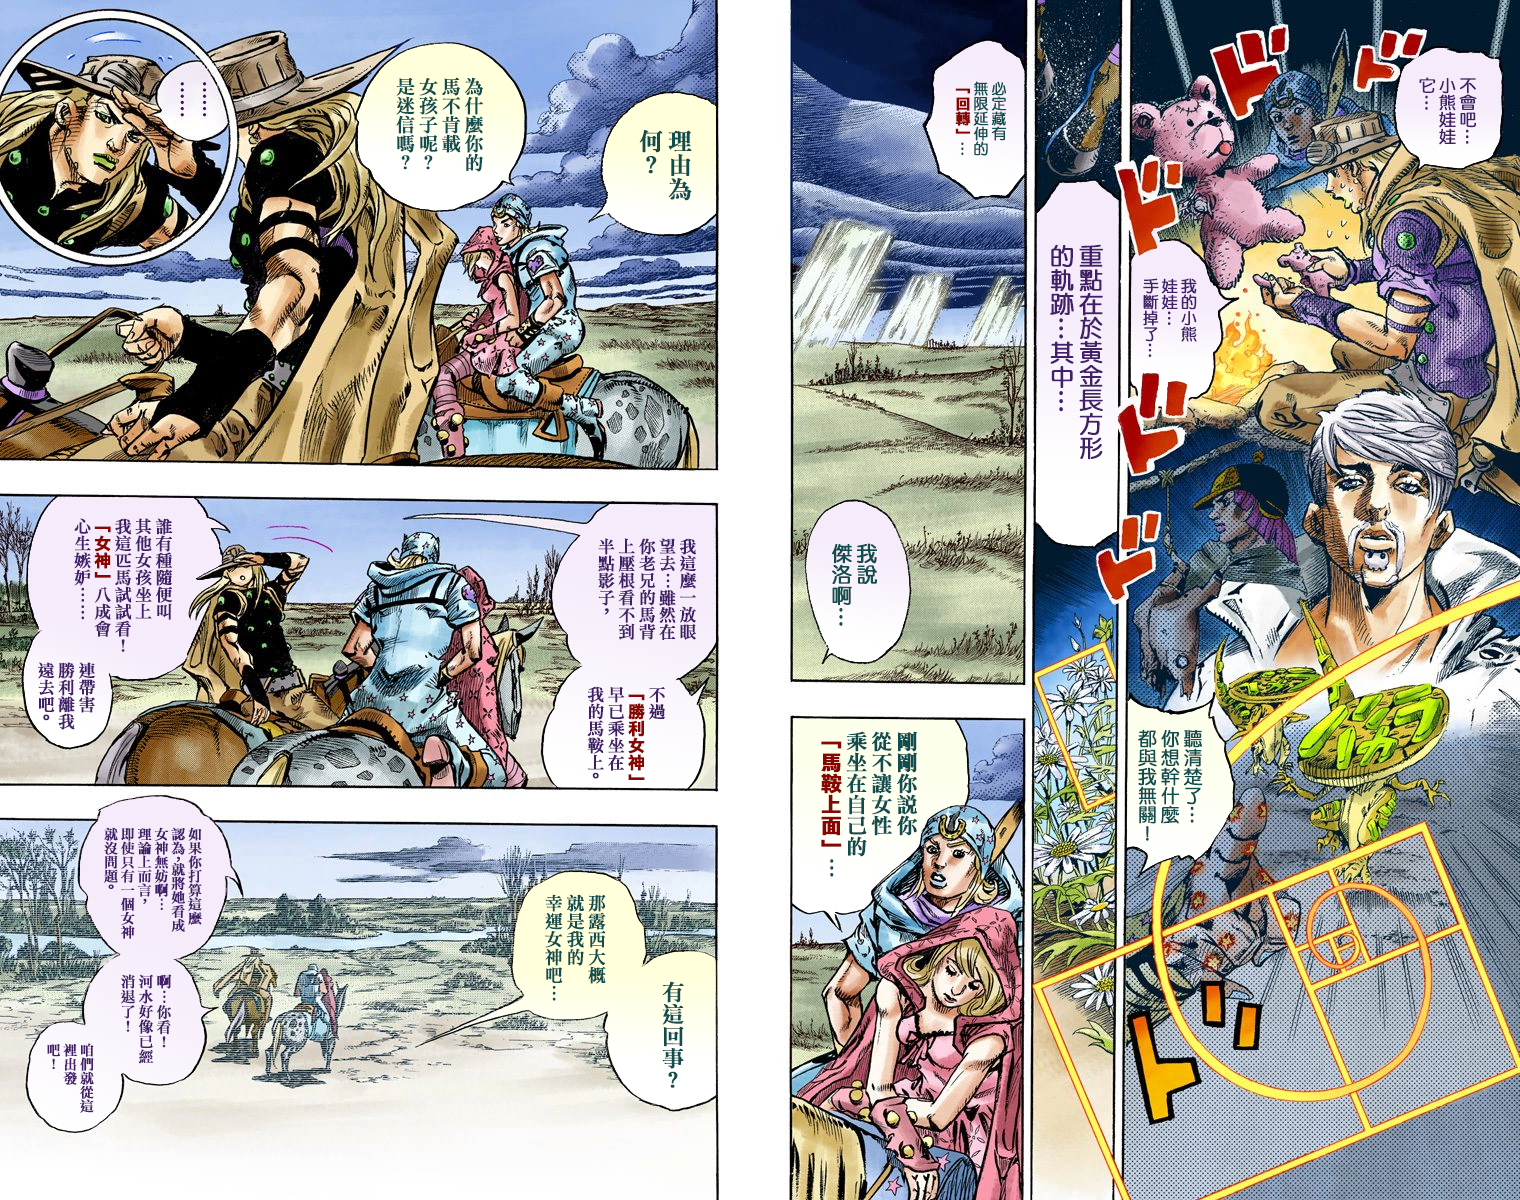 不會吧…
小熊娃娃
它…
ド
ド
ド
我的小熊
娃娃…
手斷掉了…
ド
ド
聽清楚了…
你想幹什麼
都與我無關！
ド
重點在於黃金長方形
的軌跡…其中…
必定藏有
無限延伸的
「回轉」…
我說
傑洛啊…
剛剛你說你
從不讓女性
乘坐在自己的
「馬鞍上面」…
理由為
何？
為什麼你的
馬不肯載
女孩子呢？
是迷信嗎？
……
……
我這麼一放眼
望去…雖然在
你老兄的馬背
上壓根看不到
半點影子，
不過
「勝利女神」
早已乘坐在
我的馬鞍上。
誰有種隨便叫
其他女孩坐上
我這匹馬試試看！
「女神」八成會
心生嫉妒……
連帶害
勝利離我
遠去吧。
有這回事？
那露西大概
就是我的
幸運女神吧…
如果你打算這麼
認為，就將她看成
女神無妨啊…
理論上而言，
即使只有一個女神
就沒問題。
啊…你看！
河水好像已經
消退了！
咱們就從這
裡出發
吧！